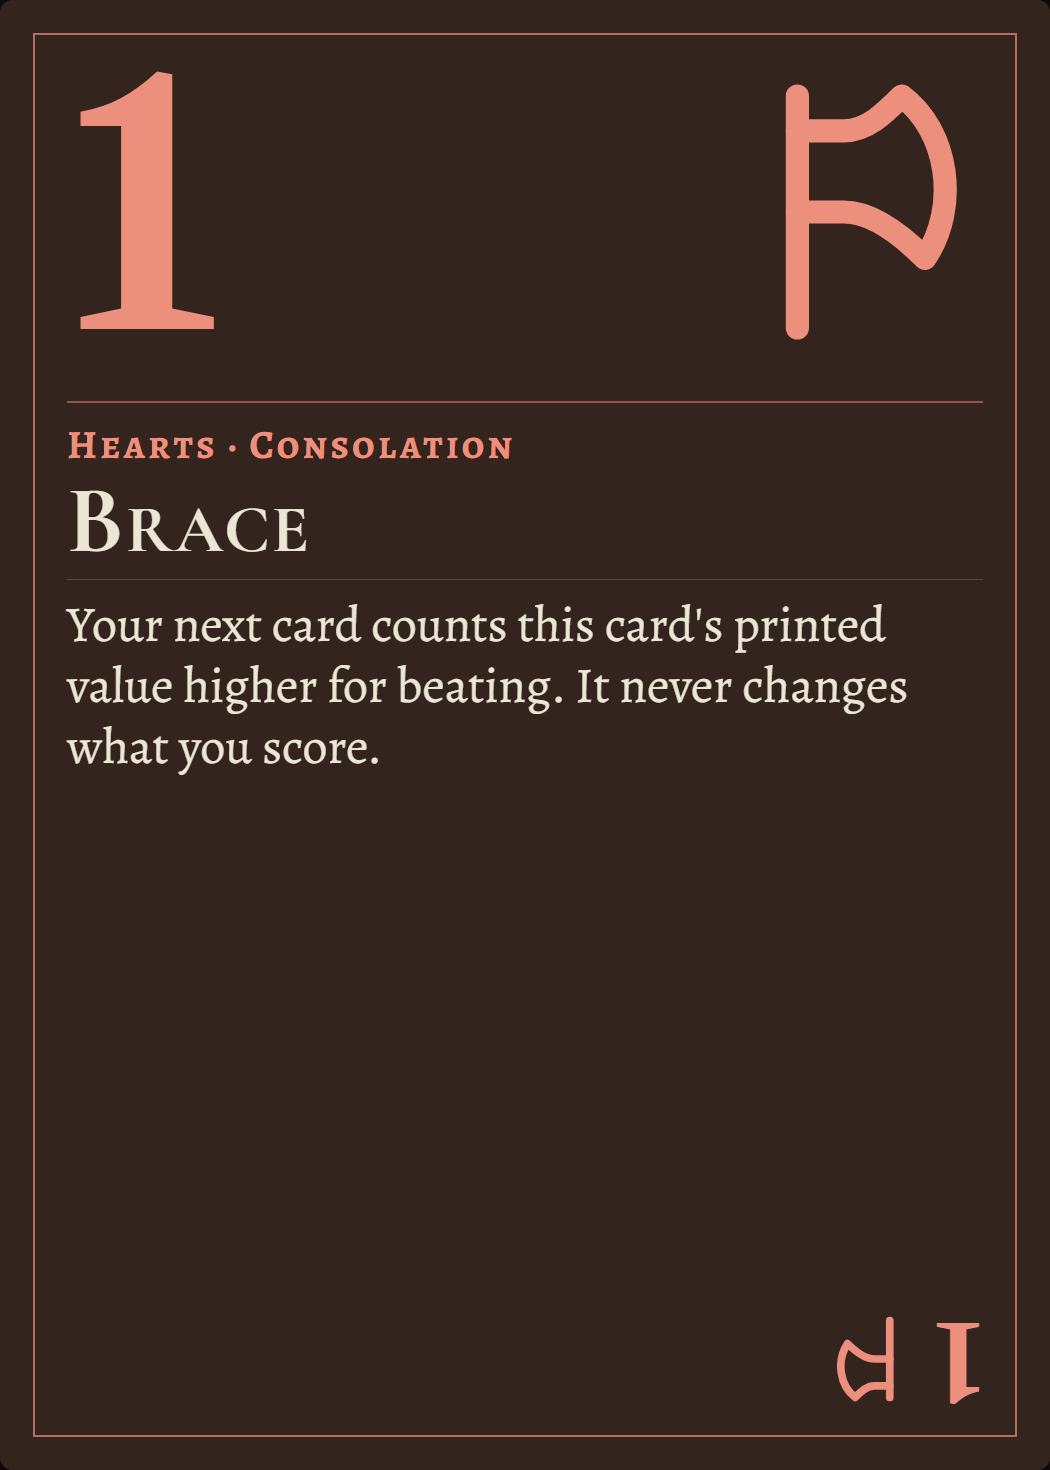 1
Hearts · Consolation
Brace
Your next card counts this card's printed
value higher for beating. It never changes
what you score.
1